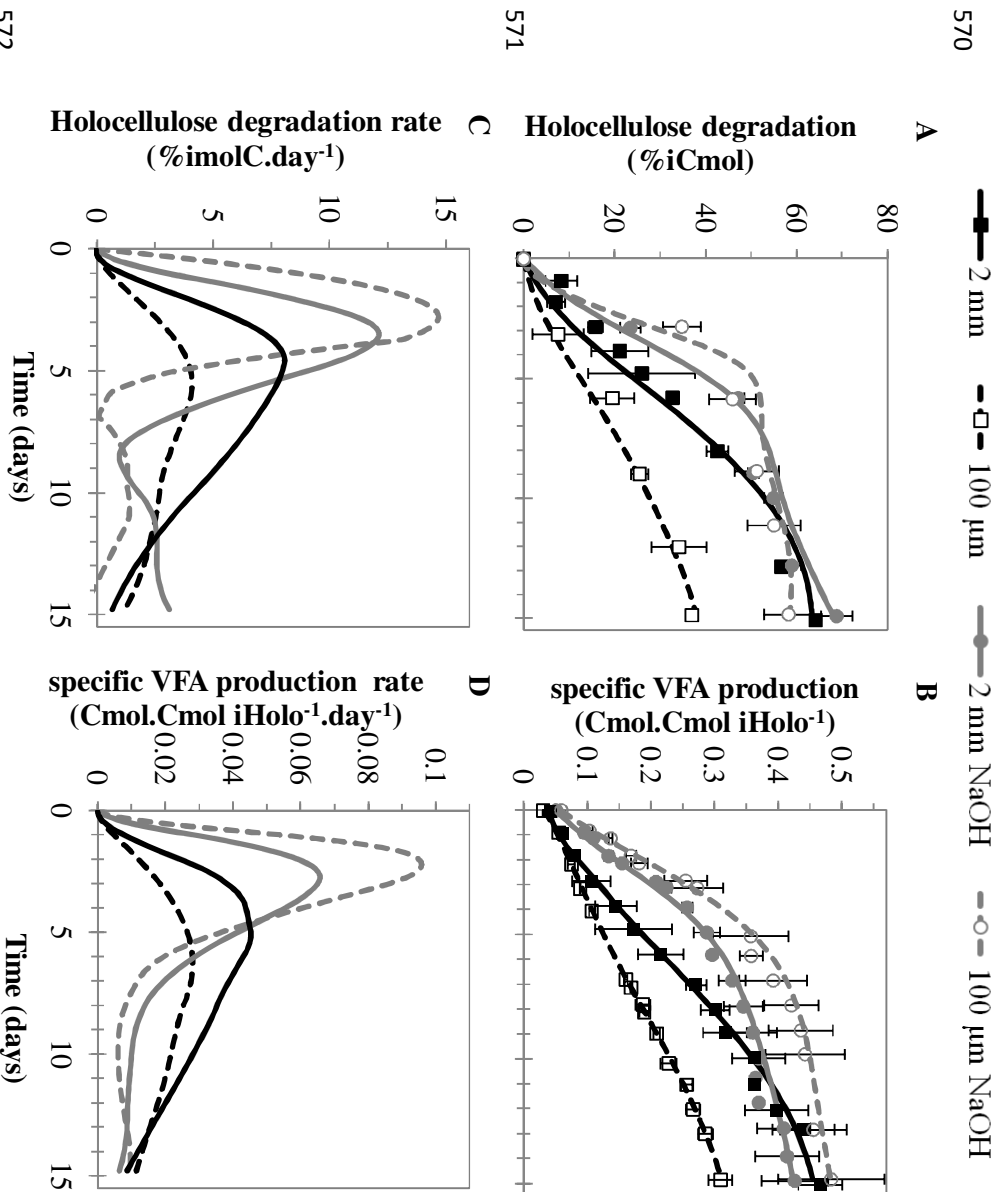 570
2 mm
100 µm
2 mm NaOH
100 µm NaOH
A
Holocellulose degradation
(%iCmol)
0
20
40
60
80
B
specific VFA production
(Cmol.Cmol iHolo-1)
0
0.1
0.2
0.3
0.4
0.5
571
C
Holocellulose degradation rate
(%imolC.day-1)
0
5
10
15
0
5
10
15
Time (days)
D
specific VFA production rate
(Cmol.Cmol iHolo-1.day-1)
0
0.02
0.04
0.06
0.08
0.1
0
5
10
15
Time (days)
572